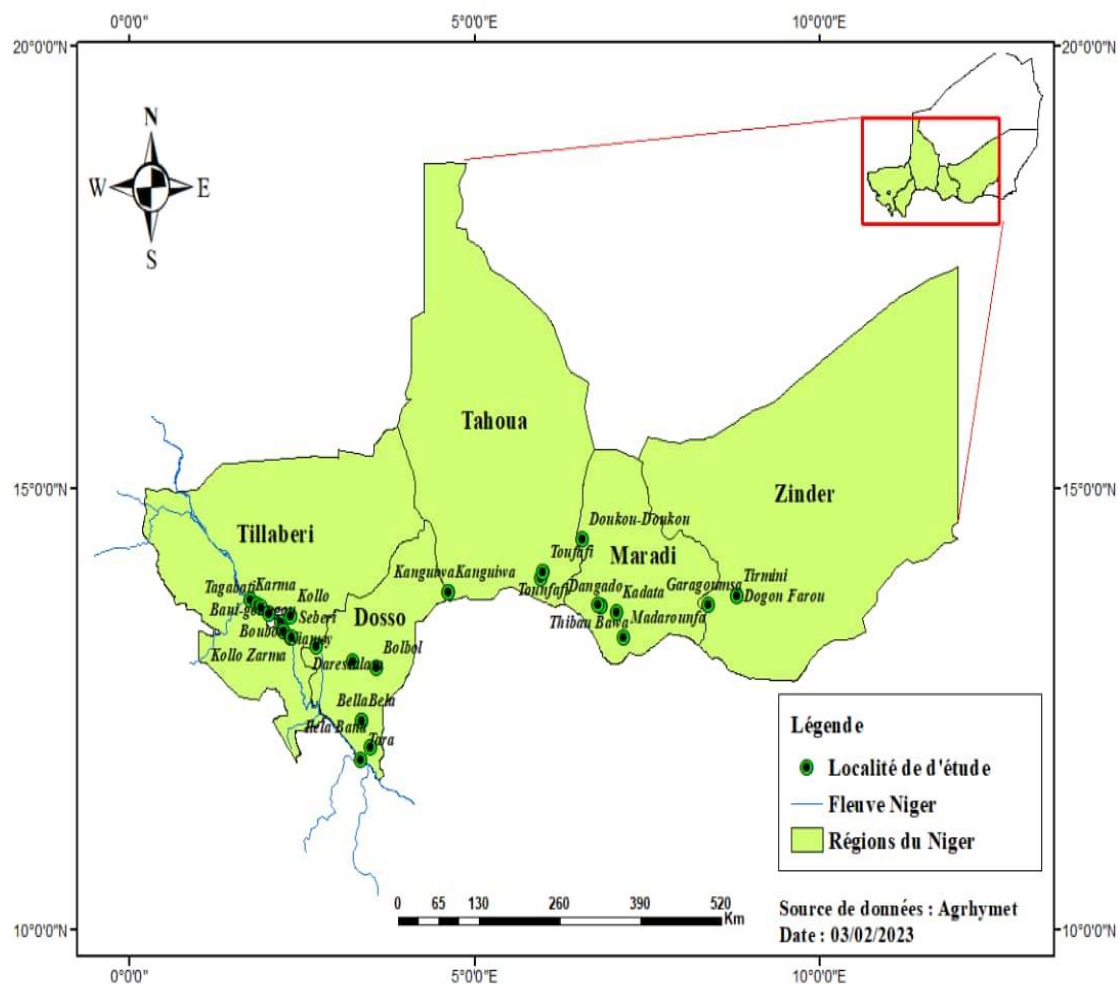 0°0'0" 5°0'0"E 10°0'0"E
20°0'0"N 20°0'0"N
N
W E
S
Tahoua
Zinder
15°0'0"N 15°0'0"N
Tillaberi
Doukou-Doukou
Maradi
Toufafi
KanguiwaKanguiwa
Tounfafi
Dangado
Kadata
Garagoumsa
Tirmini
Dogon Farou
Thibau Bawa
Madarounfa
Tagabati
Karma
Kollo
Seberi
Dosso
Kollo Zarma
Bolbol
BellaBela
Tara
Légende
Localité de d'étude
Fleuve Niger
Régions du Niger
0 65 130 260 390 520
Km
Source de données : Agrhymet
Date : 03/02/2023
10°0'0"N 10°0'0"N
0°0'0" 5°0'0"E 10°0'0"E